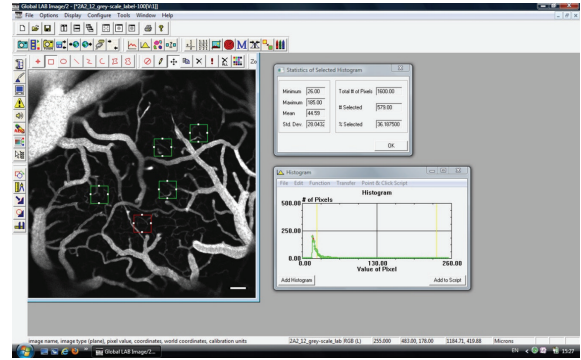 Global LAB Image/2 - [*2A2_12_grey-scale_label-100[V:1]]
File Options Display Configure Tools Window Help
Statistics of Selected Histogram
Minimum 26.00 Total # of Pixels 1600.00
Maximum 185.00 # Selected 579.00
Mean 44.59
Std. Dev. 28.0432 % Selected 36.187500
OK
Histogram
File Edit Function Transfer Point & Click Script
Histogram
# of Pixels
500.00
250.00
0.00
0.00 130.00 260.00
Value of Pixel
Add Histogram Add to Script
image name, image type (plane), pixel value, coordinates, world coordinates, calibration units 2A2_12_grey-scale_lab RGB (L) 255.000 483.00, 178.00 3184.71, 419.88 Microns
Global LAB Image/2... EN 15:27